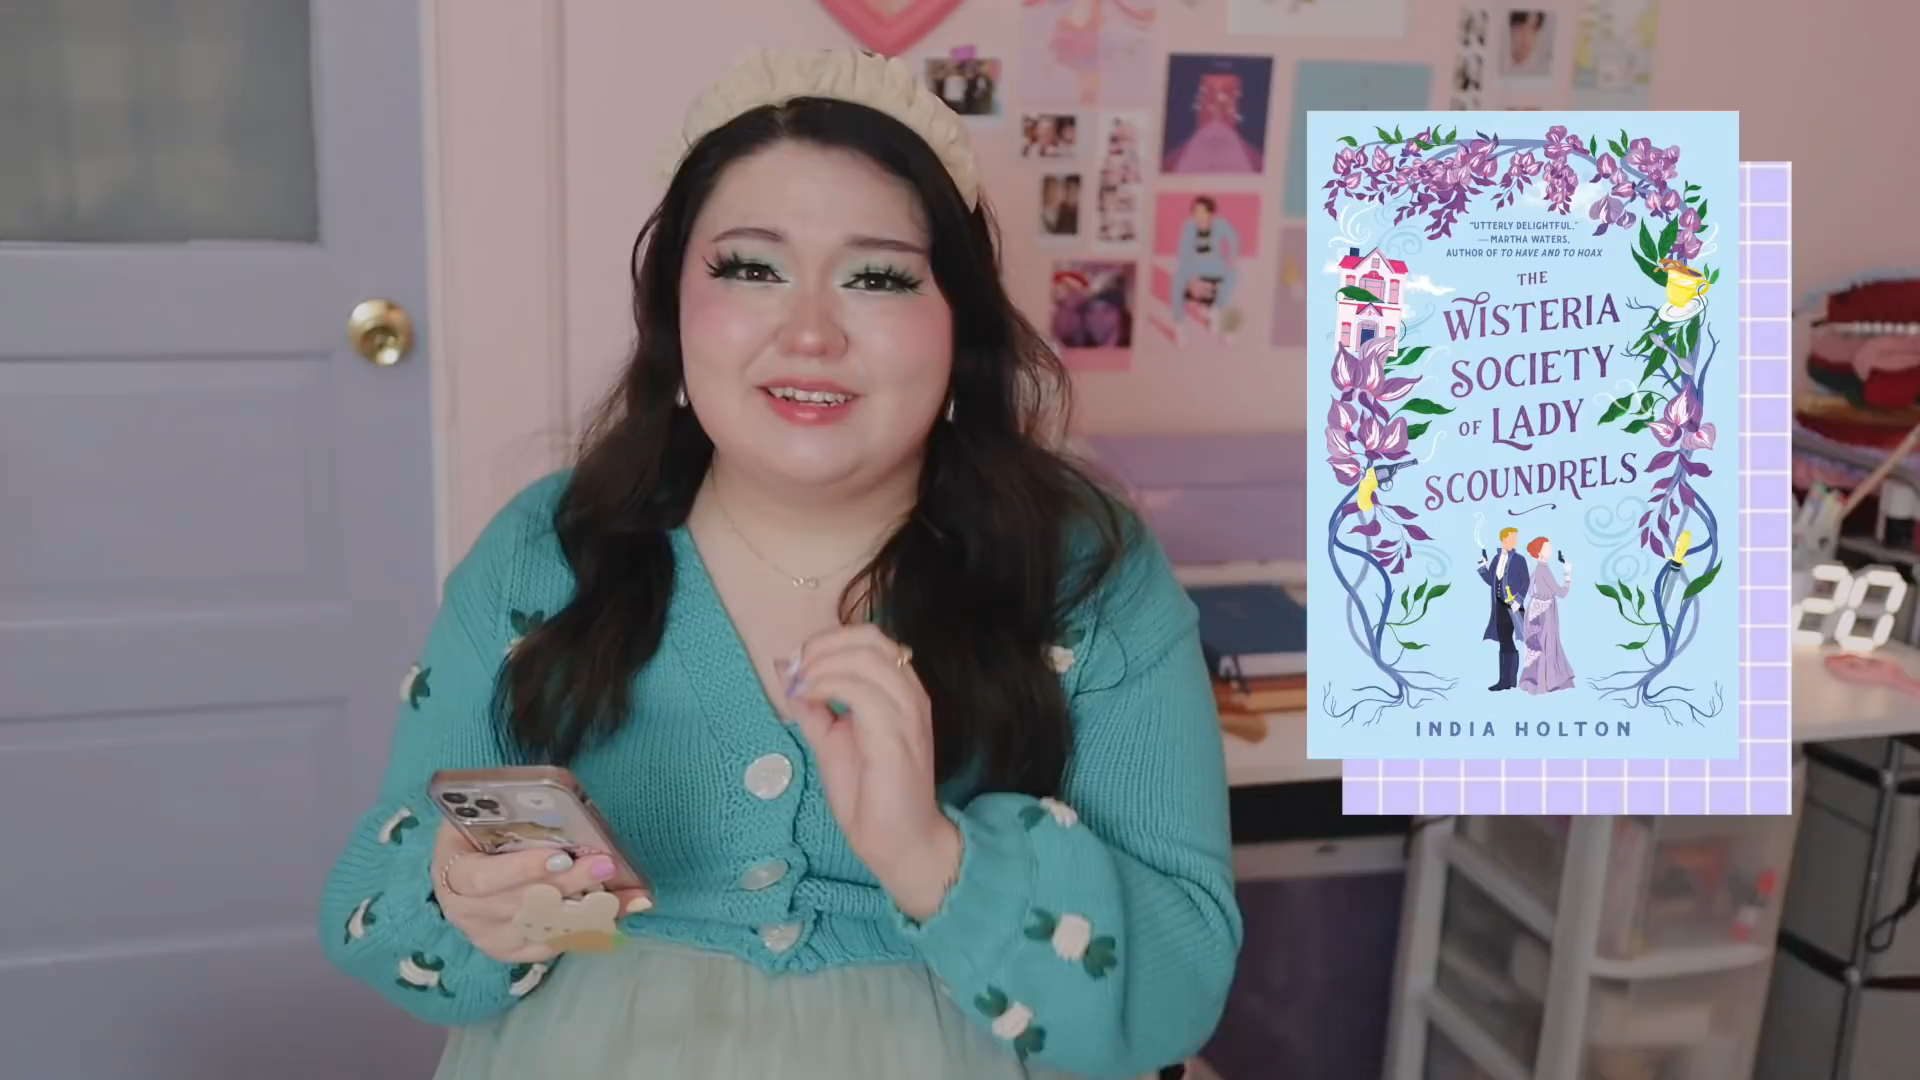 "UTTERLY DELIGHTFUL."
—MARTHA WATERS,
AUTHOR OF TO HAVE AND TO HOAX
THE
WISTERIA
SOCIETY
OF LADY
SCOUNDRELS
INDIA HOLTON
20